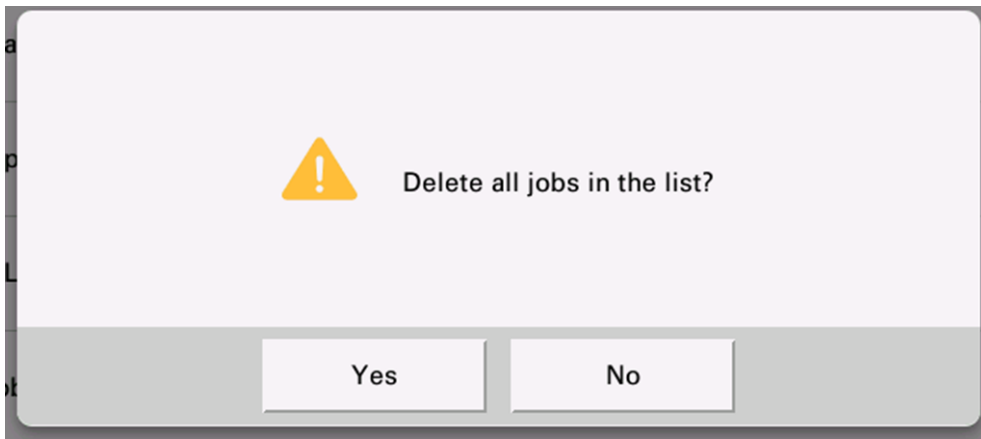 Delete all jobs in the list?
Yes
No